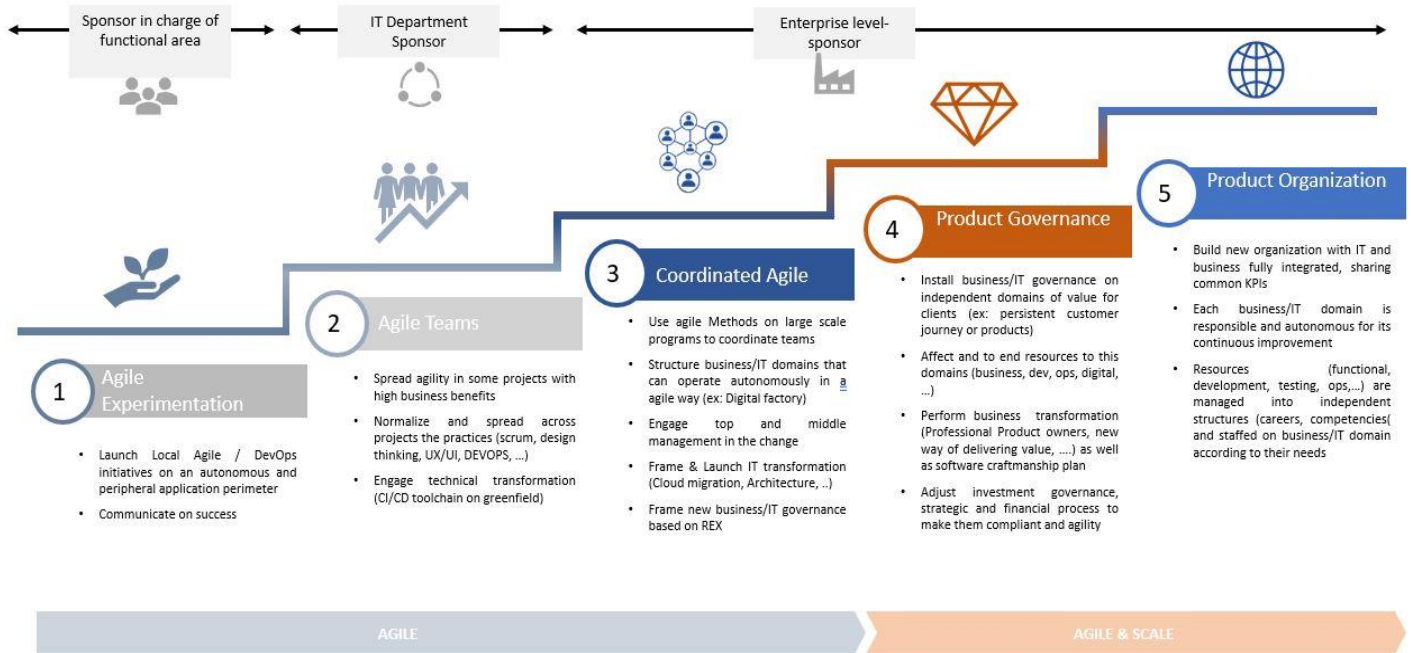 Sponsor in charge of
functional area
IT Department
Sponsor
Enterprise level-
sponsor
1
Agile
Experimentation
• Launch Local Agile / DevOps
initiatives on an autonomous and
peripheral application perimeter
• Communicate on success
2
Agile Teams
• Spread agility in some projects with
high business benefits
• Normalize and spread across
projects the practices (scrum, design
thinking, UX/UI, DEVOPS, ...)
• Engage technical transformation
(CI/CD toolchain on greenfield)
3
Coordinated Agile
• Use agile Methods on large scale
programs to coordinate teams
• Structure business/IT domains that
can operate autonomously in a
agile way (ex: Digital factory)
• Engage top and middle
management in the change
• Frame & Launch IT transformation
(Cloud migration, Architecture, ..)
• Frame new business/IT governance
based on REX
4
Product Governance
• Install business/IT governance on
independent domains of value for
clients (ex: persistent customer
journey or products)
• Affect and to end resources to this
domains (business, dev, ops, digital,
...)
• Perform business transformation
(Professional Product owners, new
way of delivering value, ....) as well
as software craftmanship plan
• Adjust investment governance,
strategic and financial process to
make them compliant and agility
5
Product Organization
• Build new organization with IT and
business fully integrated, sharing
common KPIs
• Each business/IT domain is
responsible and autonomous for its
continuous improvement
• Resources (functional,
development, testing, ops,...) are
managed into independent
structures (careers, competencies(
and staffed on business/IT domain
according to their needs
AGILE
AGILE & SCALE